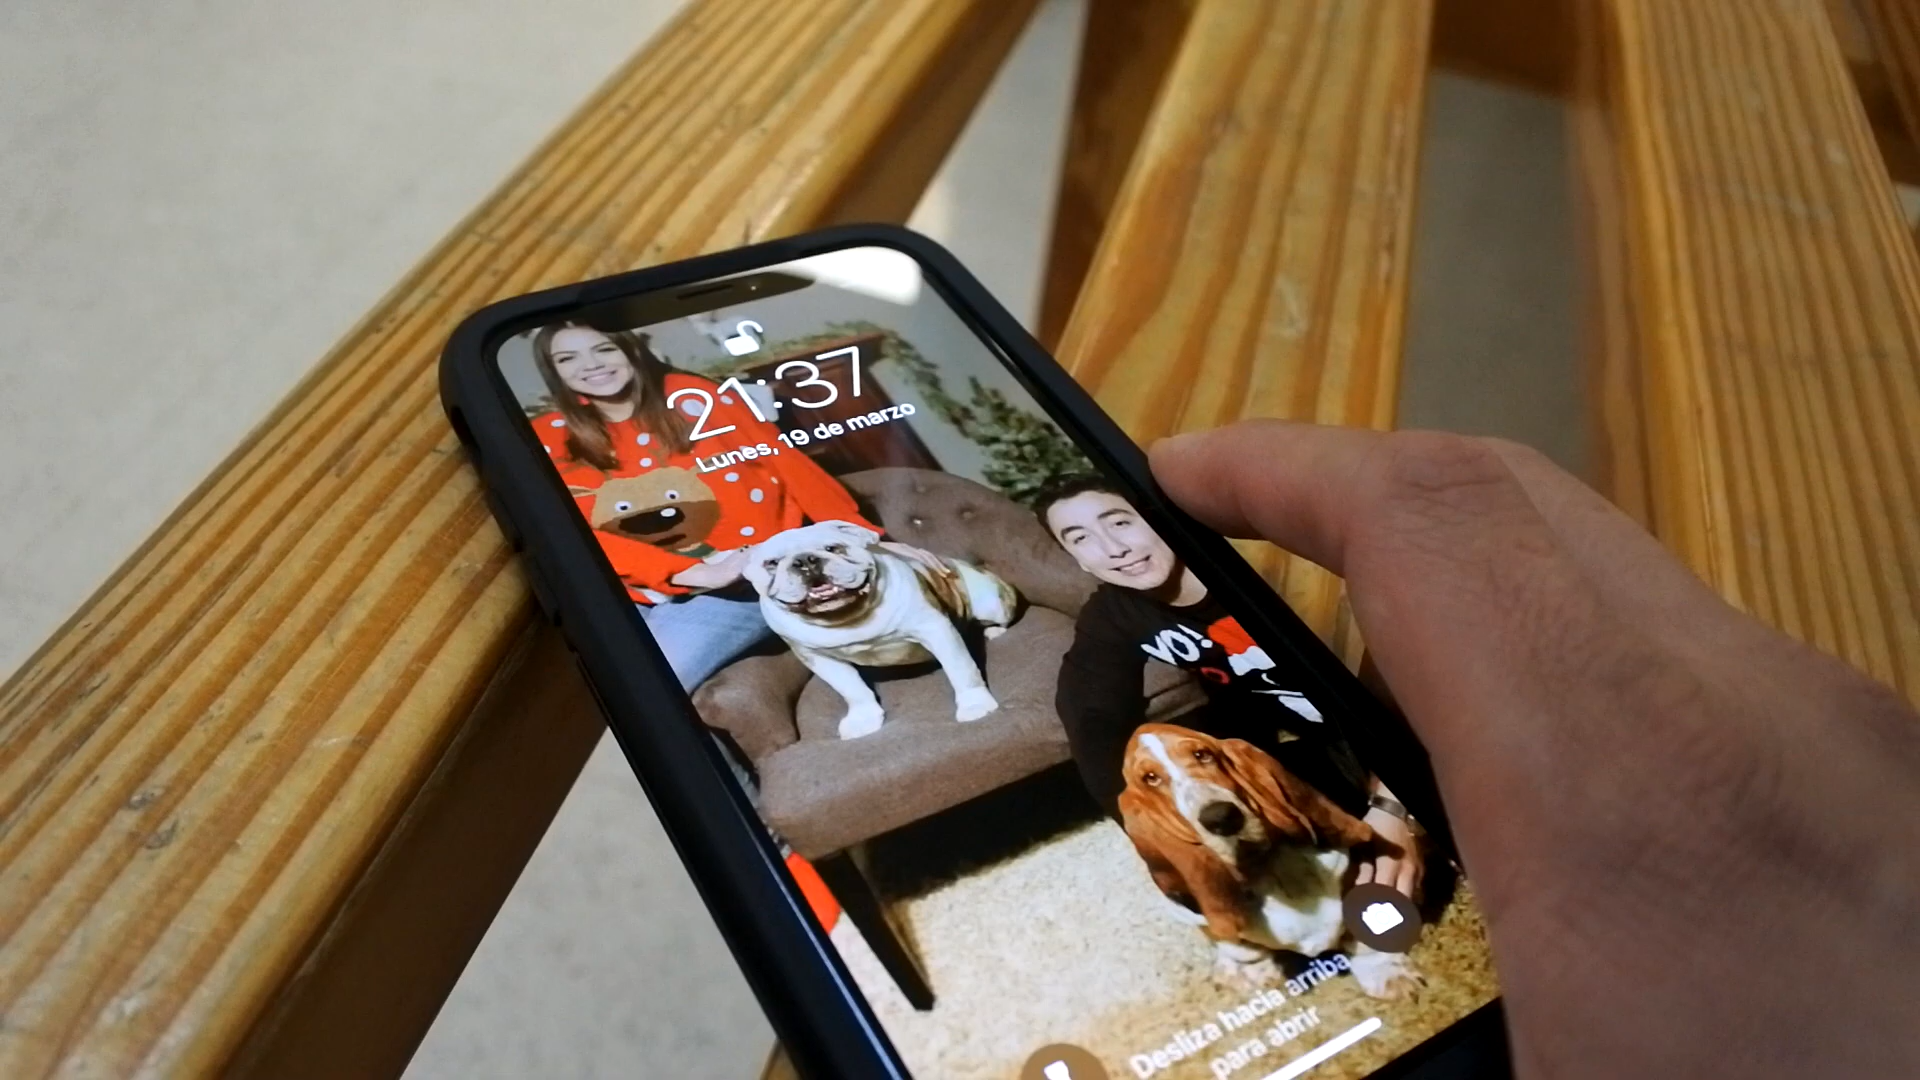 21:37
Lunes, 19 de marzo
YO!
Desliza hacia arriba
para abrir